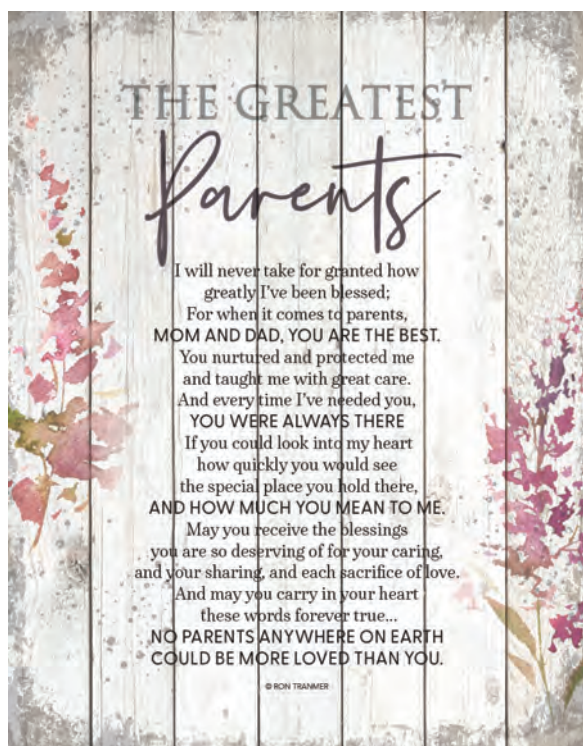 THE GREATEST
Parents
I will never take for granted how
greatly I've been blessed;
For when it comes to parents,
MOM AND DAD, YOU ARE THE BEST.
You nurtured and protected me
and taught me with great care.
And every time I've needed you,
YOU WERE ALWAYS THERE
If you could look into my heart
how quickly you would see
the special place you hold there,
AND HOW MUCH YOU MEAN TO ME.
May you receive the blessings
you are so deserving of for your caring,
and your sharing, and each sacrifice of love.
And may you carry in your heart
these words forever true...
NO PARENTS ANYWHERE ON EARTH
COULD BE MORE LOVED THAN YOU.
© RON TRANMER